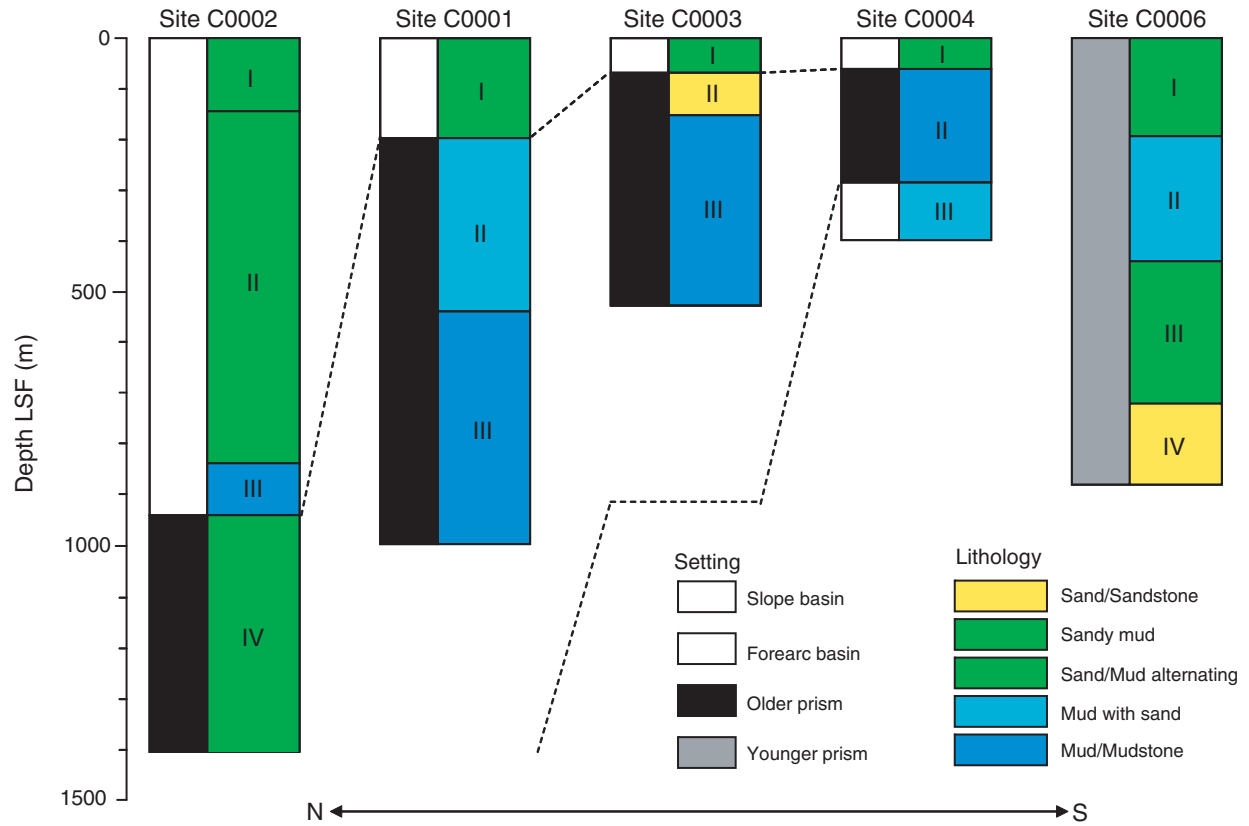 Site C0002
Site C0001
Site C0003
Site C0004
Site C0006
Depth LSF (m)
0
500
1000
1500
I
II
III
IV
I
II
III
I
II
III
I
II
III
I
II
III
IV
Setting
Slope basin
Forearc basin
Older prism
Younger prism
Lithology
Sand/Sandstone
Sandy mud
Sand/Mud alternating
Mud with sand
Mud/Mudstone
N
S